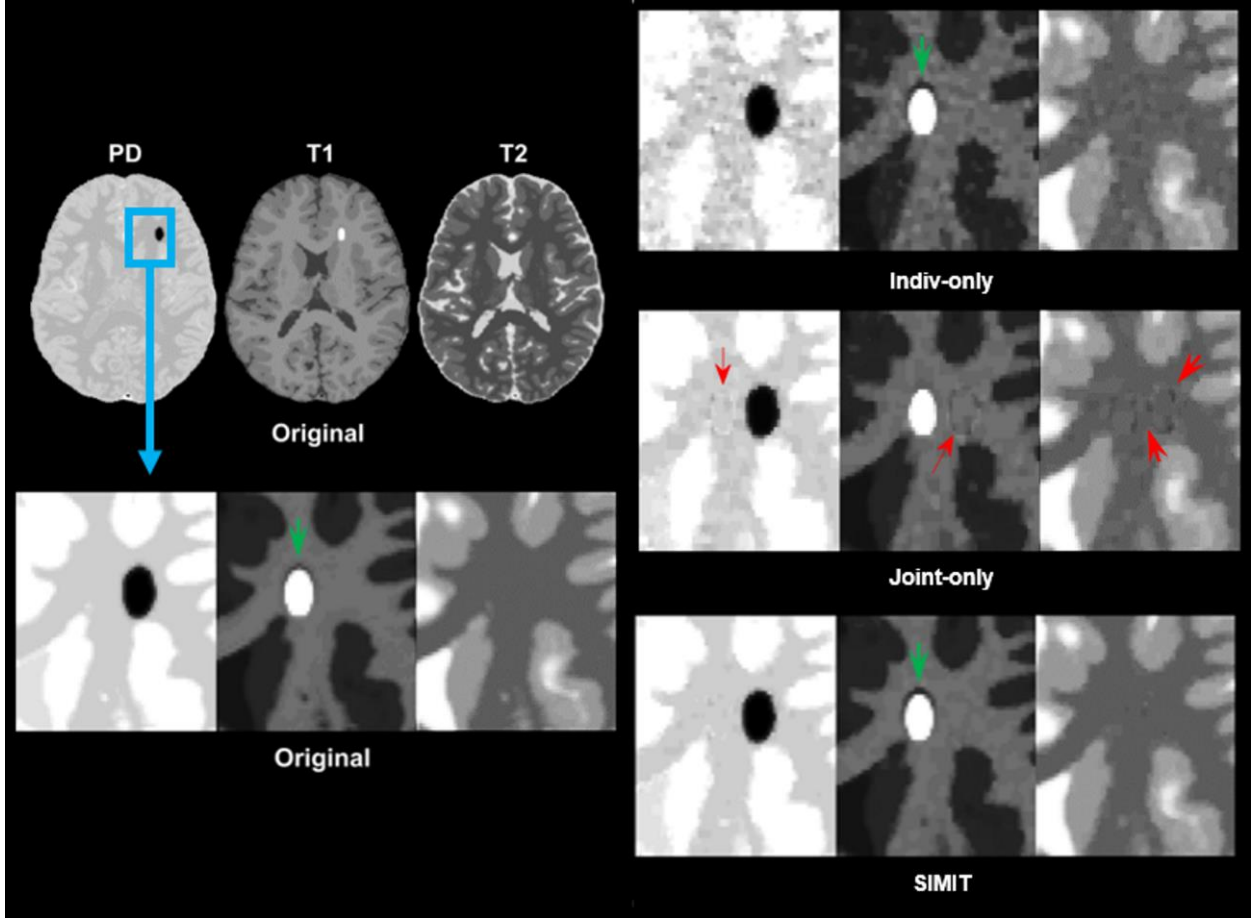 PD
T1
T2
Original
Original
Indiv-only
Joint-only
SIMIT